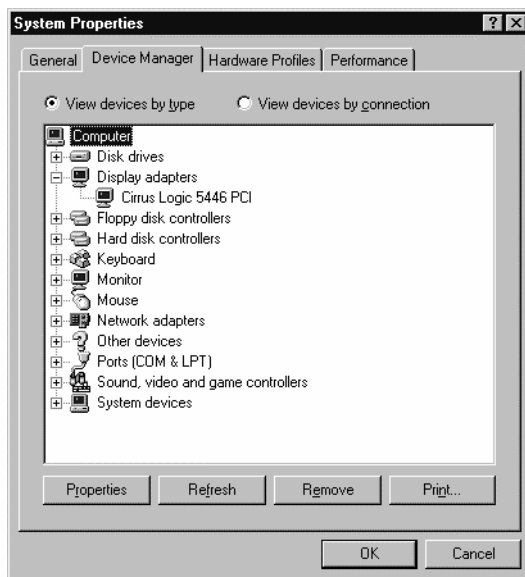 System Properties
General Device Manager Hardware Profiles Performance
View devices by type View devices by connection
Computer
Disk drives
Display adapters
Cirrus Logic 5446 PCI
Floppy disk controllers
Hard disk controllers
Keyboard
Monitor
Mouse
Network adapters
Other devices
Ports (COM & LPT)
Sound, video and game controllers
System devices
Properties Refresh Remove Print...
OK Cancel